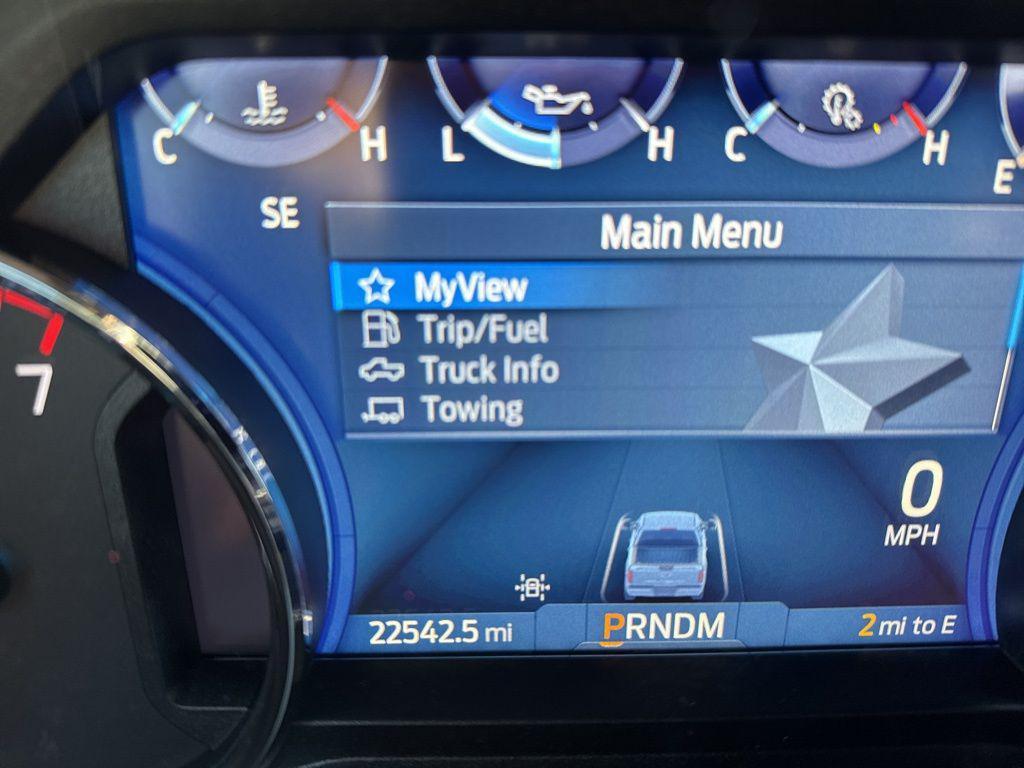 C H L H C H E
SE
Main Menu
MyView
Trip/Fuel
Truck Info
Towing
7
0
MPH
22542.5 mi
PRNDM
2 mi to E